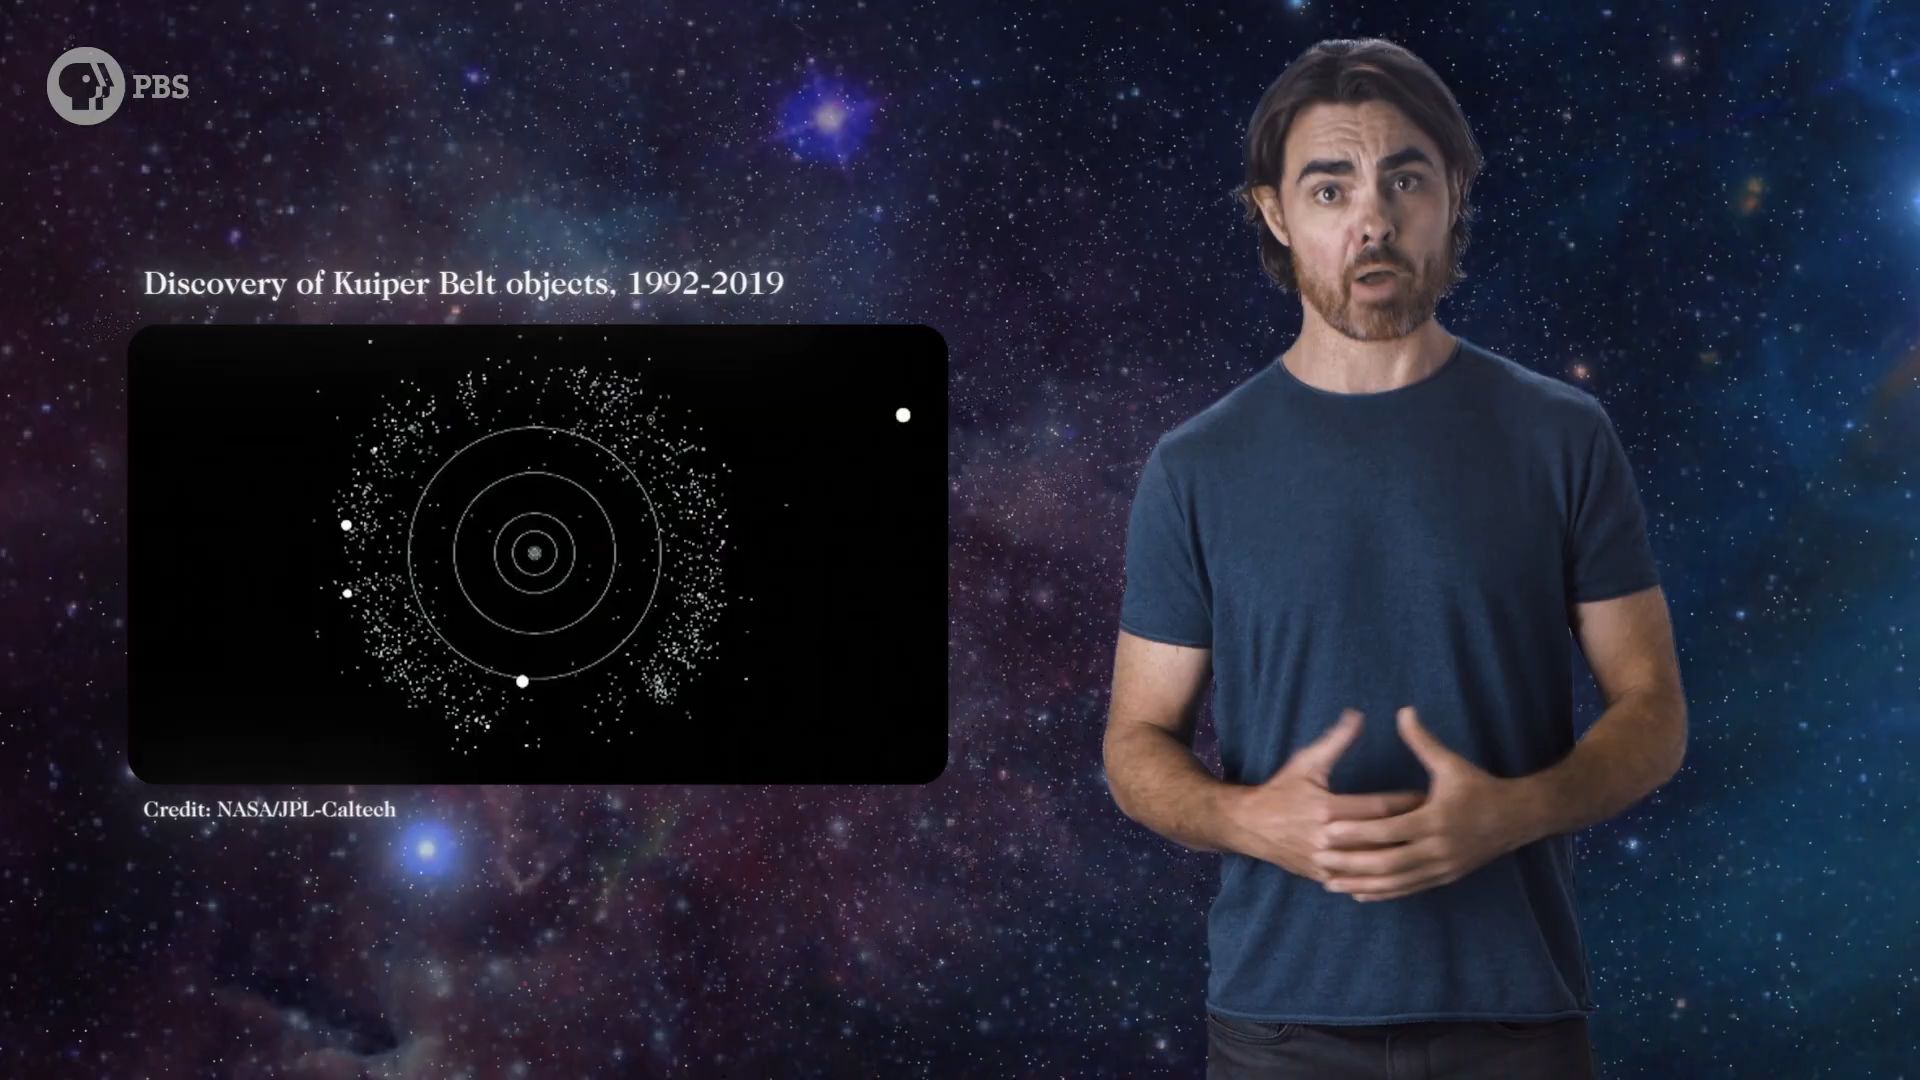 PBS
Discovery of Kuiper Belt objects, 1992-2019
Credit: NASA/JPL-Caltech